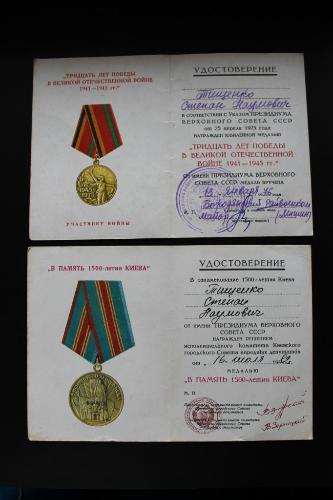 "ТРИДЦАТЬ ЛЕТ ПОБЕДЫ
В ВЕЛИКОЙ ОТЕЧЕСТВЕННОЙ ВОЙНЕ
1941—1945 гг."
УЧАСТНИКУ ВОЙНЫ
УДОСТОВЕРЕНИЕ
Тищенко
Степан Наумович
В СООТВЕТСТВИИ С УКАЗОМ ПРЕЗИДИУМА
ВЕРХОВНОГО СОВЕТА СССР
от 25 апреля 1975 года
НАГРАЖДЕН ЮБИЛЕЙНОЙ МЕДАЛЬЮ
"ТРИДЦАТЬ ЛЕТ ПОБЕДЫ
В ВЕЛИКОЙ ОТЕЧЕСТВЕННОЙ
ВОЙНЕ 1941—1945 гг."
ОТ ИМЕНИ ПРЕЗИДИУМА ВЕРХОВНОГО
СОВЕТА СССР МЕДАЛЬ ВРУЧЕНА
13 января 76
М. П.
майор
"В ПАМЯТЬ 1500-летия КИЕВА"
УДОСТОВЕРЕНИЕ
В ознаменование 1500-летия Киева
Тищенко
Степан
Наумович
ОТ ИМЕНИ ПРЕЗИДИУМА ВЕРХОВНОГО
СОВЕТА СССР
НАГРАЖДЕН РЕШЕНИЕМ
исполнительного комитета Киевского
городского Совета народных депутатов
от 16 июля 1982 г.
МЕДАЛЬЮ
"В ПАМЯТЬ 1500-летия КИЕВА"
М. П.